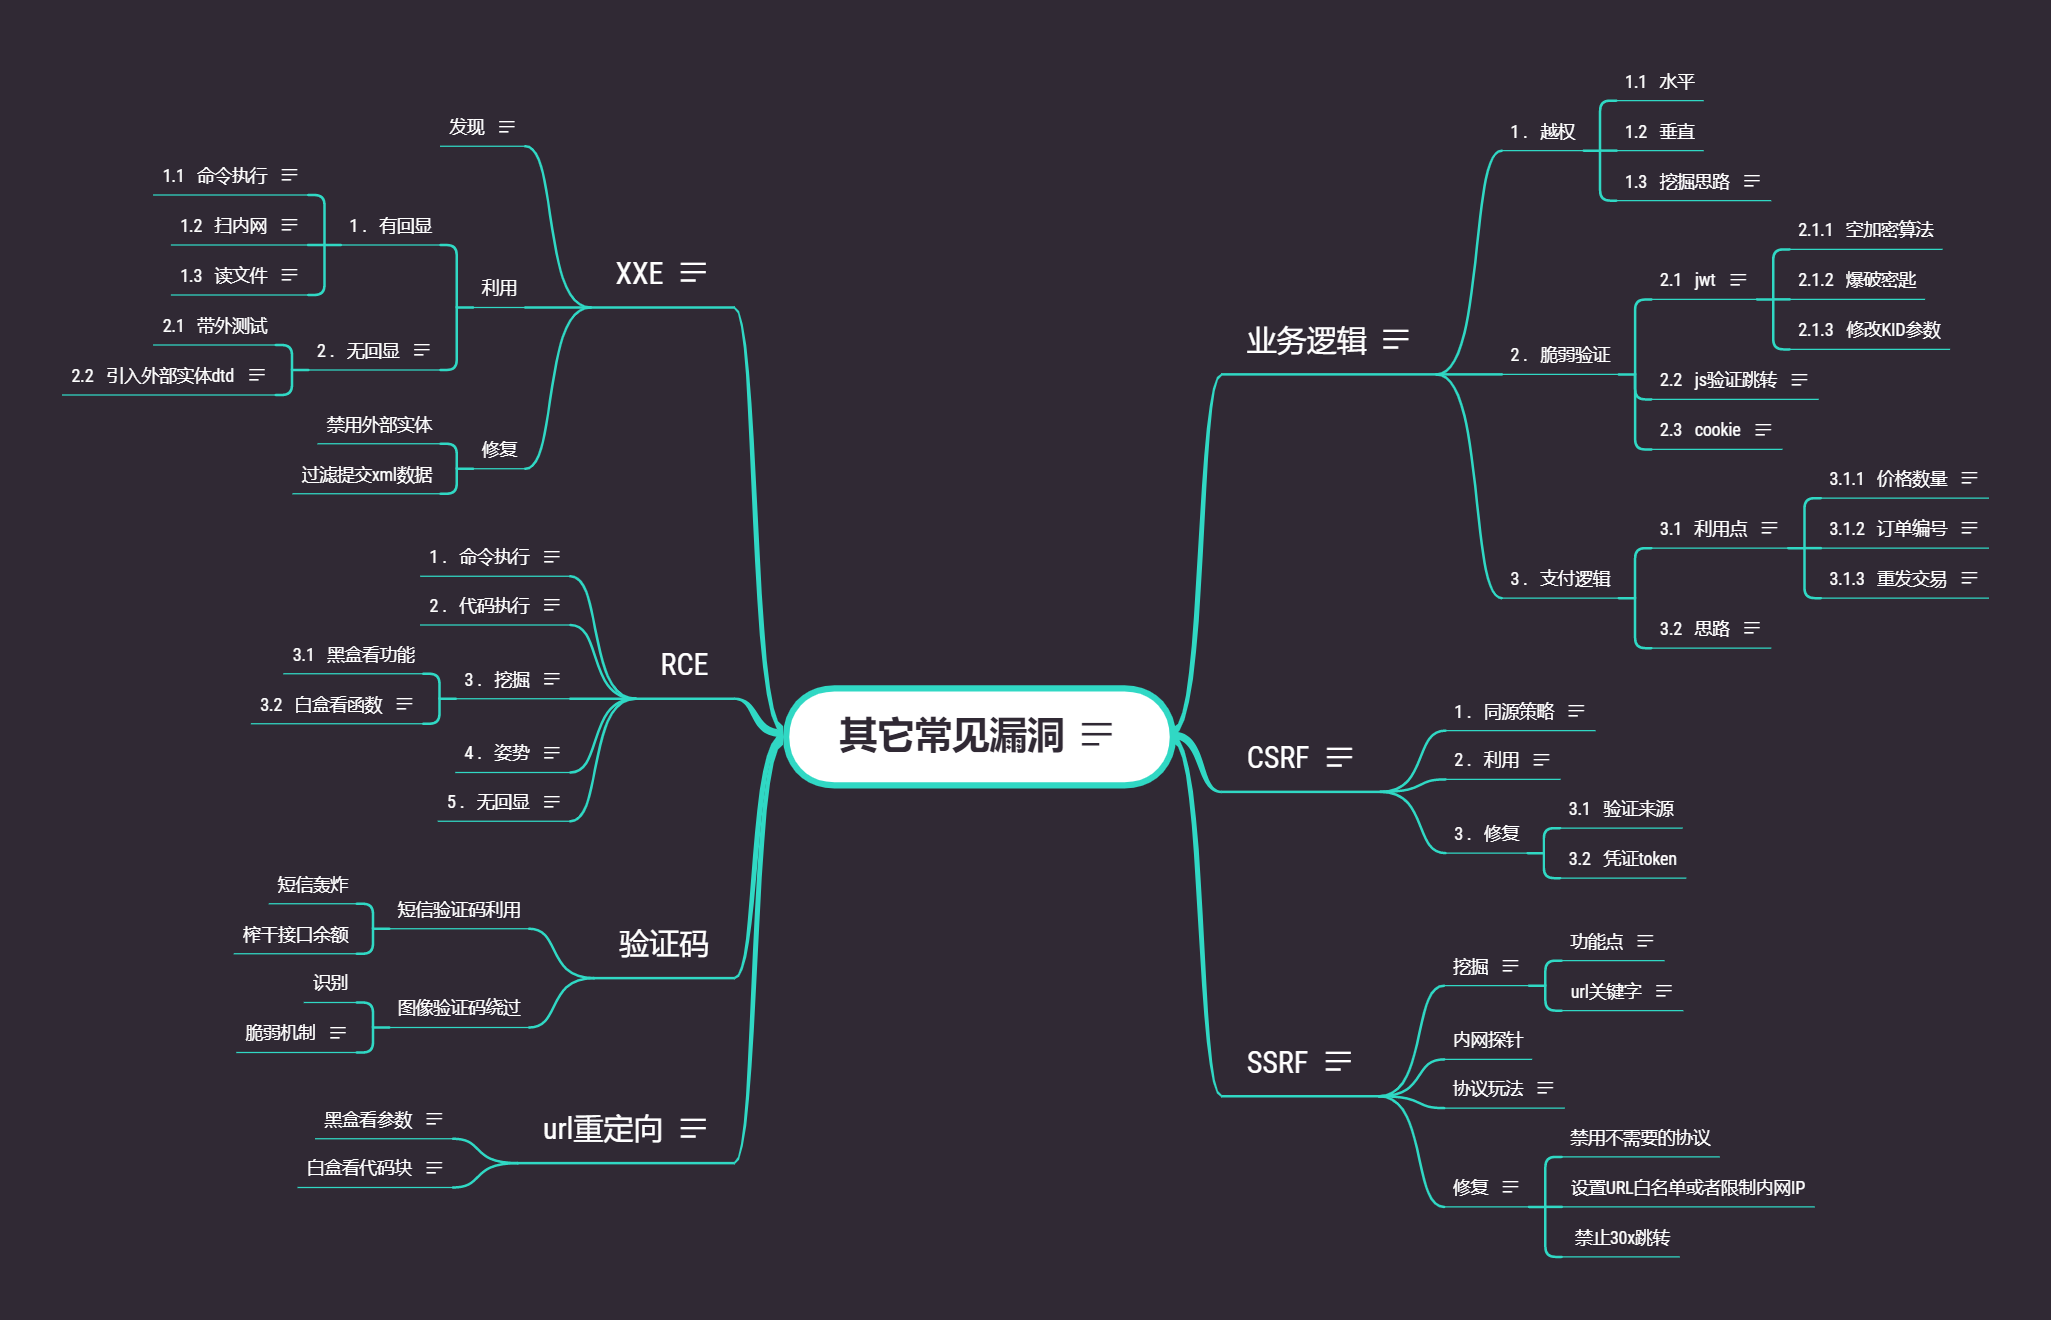 其它常见漏洞
业务逻辑
1. 越权
1.1 水平
1.2 垂直
1.3 挖掘思路
2. 脆弱验证
2.1 jwt
2.1.1 空加密算法
2.1.2 爆破密匙
2.1.3 修改KID参数
2.2 js验证跳转
2.3 cookie
3. 支付逻辑
3.1 利用点
3.1.1 价格数量
3.1.2 订单编号
3.1.3 重发交易
3.2 思路
CSRF
1. 同源策略
2. 利用
3. 修复
3.1 验证来源
3.2 凭证token
SSRF
挖掘
功能点
url关键字
内网探针
协议玩法
修复
禁用不需要的协议
设置URL白名单或者限制内网IP
禁止30x跳转
XXE
发现
利用
1. 有回显
1.1 命令执行
1.2 扫内网
1.3 读文件
2. 无回显
2.1 带外测试
2.2 引入外部实体dtd
修复
禁用外部实体
过滤提交xml数据
RCE
1. 命令执行
2. 代码执行
3. 挖掘
3.1 黑盒看功能
3.2 白盒看函数
4. 姿势
5. 无回显
验证码
短信验证码利用
短信轰炸
榨干接口余额
图像验证码绕过
识别
脆弱机制
url重定向
黑盒看参数
白盒看代码块